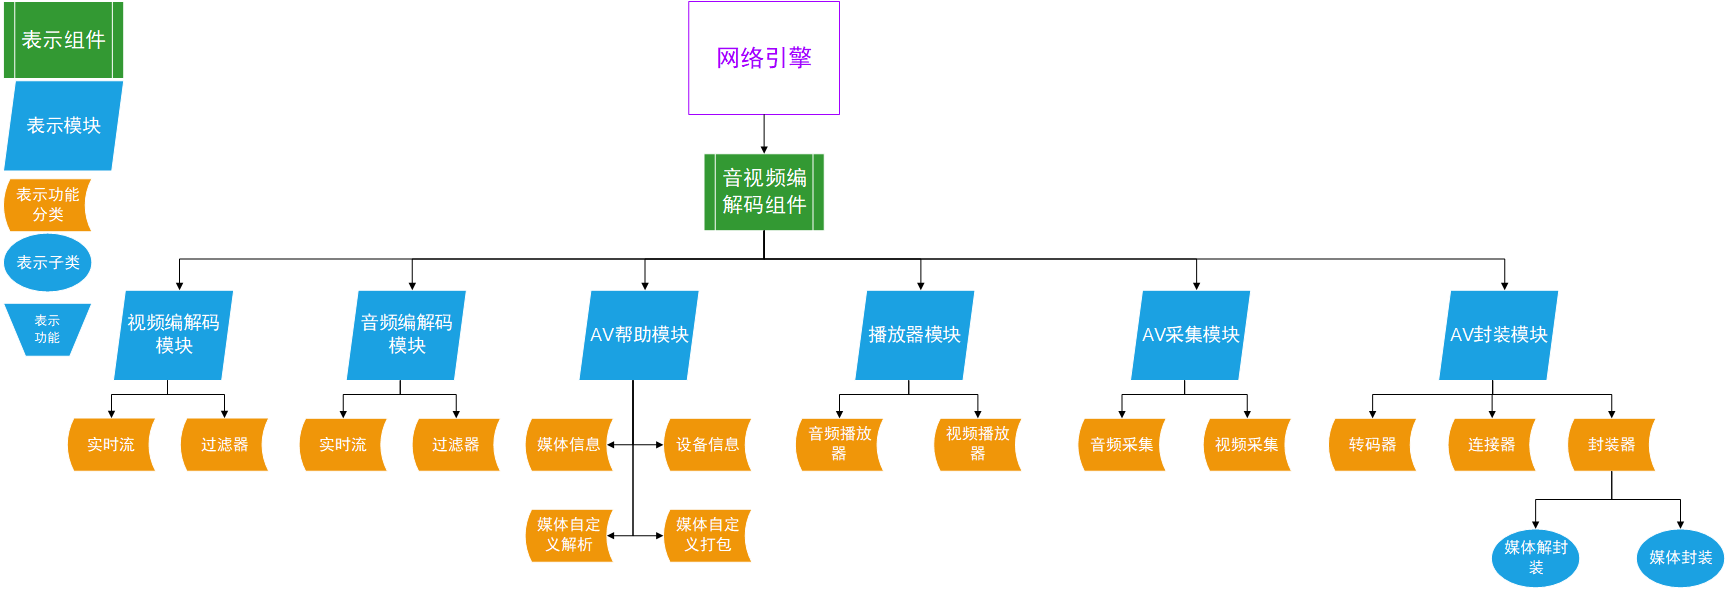 表示组件
表示模块
表示功能
分类
表示子类
表示
功能
网络引擎
音视频编
解码组件
视频编解码
模块
音频编解码
模块
AV帮助模块
播放器模块
AV采集模块
AV封装模块
实时流
过滤器
实时流
过滤器
媒体信息
设备信息
音频播放
器
视频播放
器
音频采集
视频采集
转码器
连接器
封装器
媒体自定
义解析
媒体自定
义打包
媒体解封
装
媒体封装